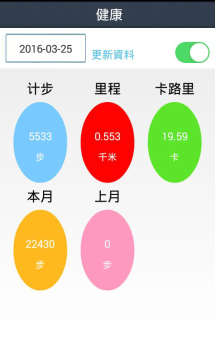 健康
2016-03-25 更新資料
计步 里程 卡路里
5533 0.553 19.59
步 千米 卡
本月 上月
22430 0
步 步